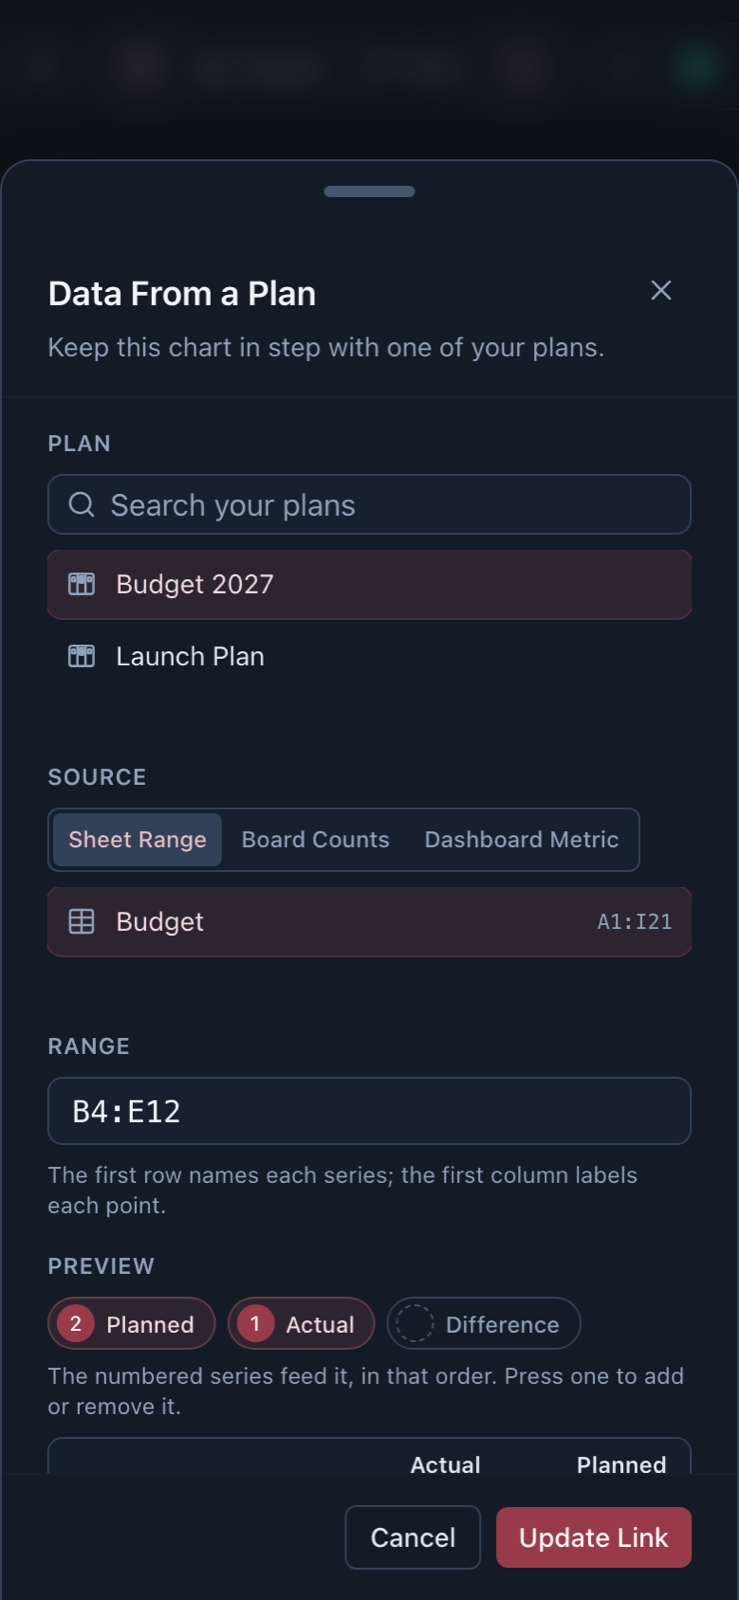 Data From a Plan
Keep this chart in step with one of your plans.
PLAN
Search your plans
Budget 2027
Launch Plan
SOURCE
Sheet Range Board Counts Dashboard Metric
Budget A1:I21
RANGE
B4:E12
The first row names each series; the first column labels
each point.
PREVIEW
2 Planned 1 Actual Difference
The numbered series feed it, in that order. Press one to add
or remove it.
Actual Planned
Cancel Update Link